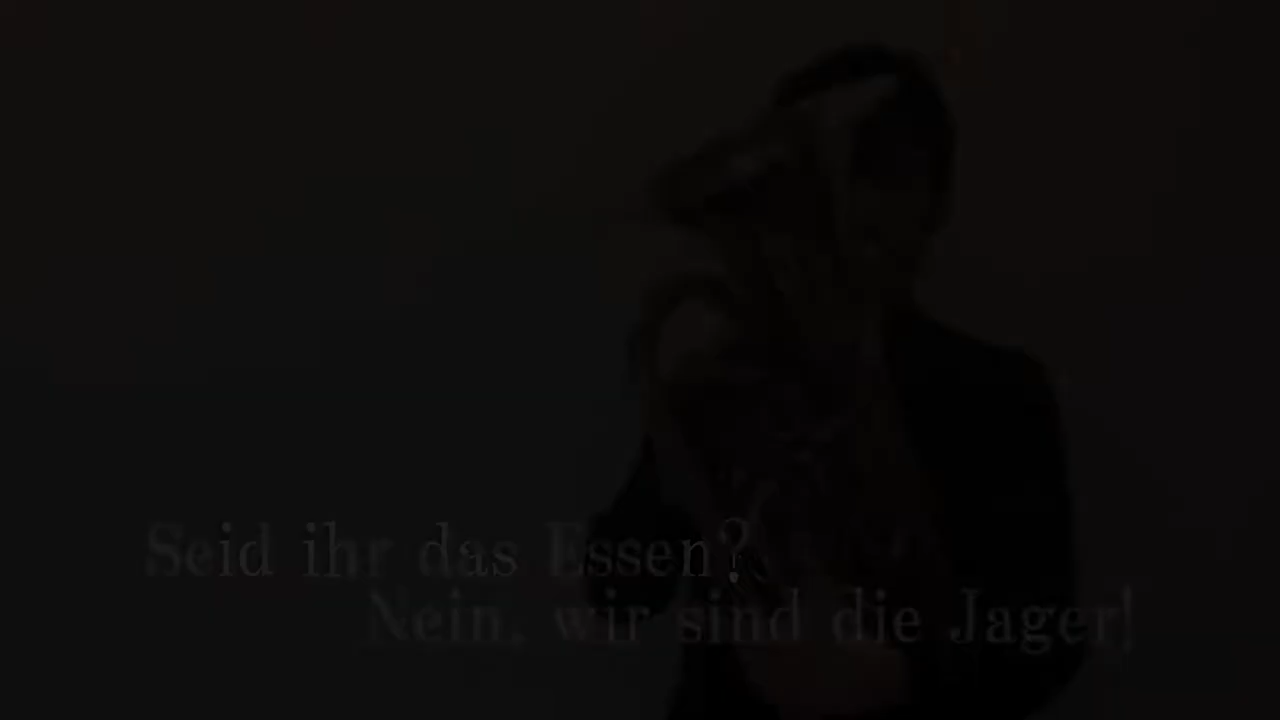 Seid ihr das Essen?
Nein, wir sind die Jager!